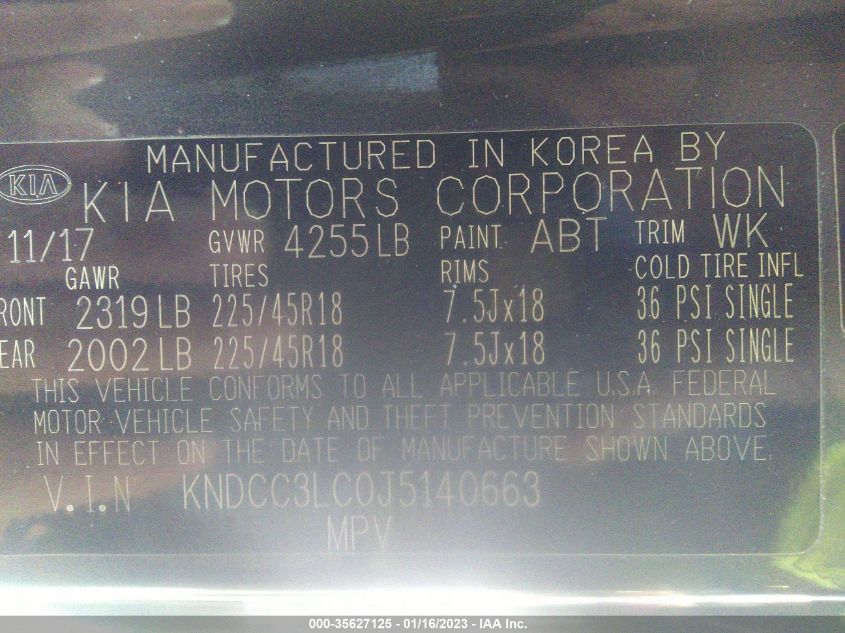 MANUFACTURED IN KOREA BY
KIA KIA MOTORS CORPORATION
11/17 GVWR 4255LB PAINT ABT TRIM WK
GAWR TIRES RIMS COLD TIRE INFL
RONT 2319LB 225/45R18 7.5Jx18 36 PSI SINGLE
EAR 2002LB 225/45R18 7.5Jx18 36 PSI SINGLE
THIS VEHICLE CONFORMS TO ALL APPLICABLE U.S.A. FEDERAL
MOTOR-VEHICLE SAFETY AND THEFT PREVENTION STANDARDS
IN EFFECT ON THE DATE OF MANUFACTURE SHOWN ABOVE.
V.I.N KNDCC3LC0J5140663
MPV
000-35627125 - 01/16/2023 - IAA Inc.